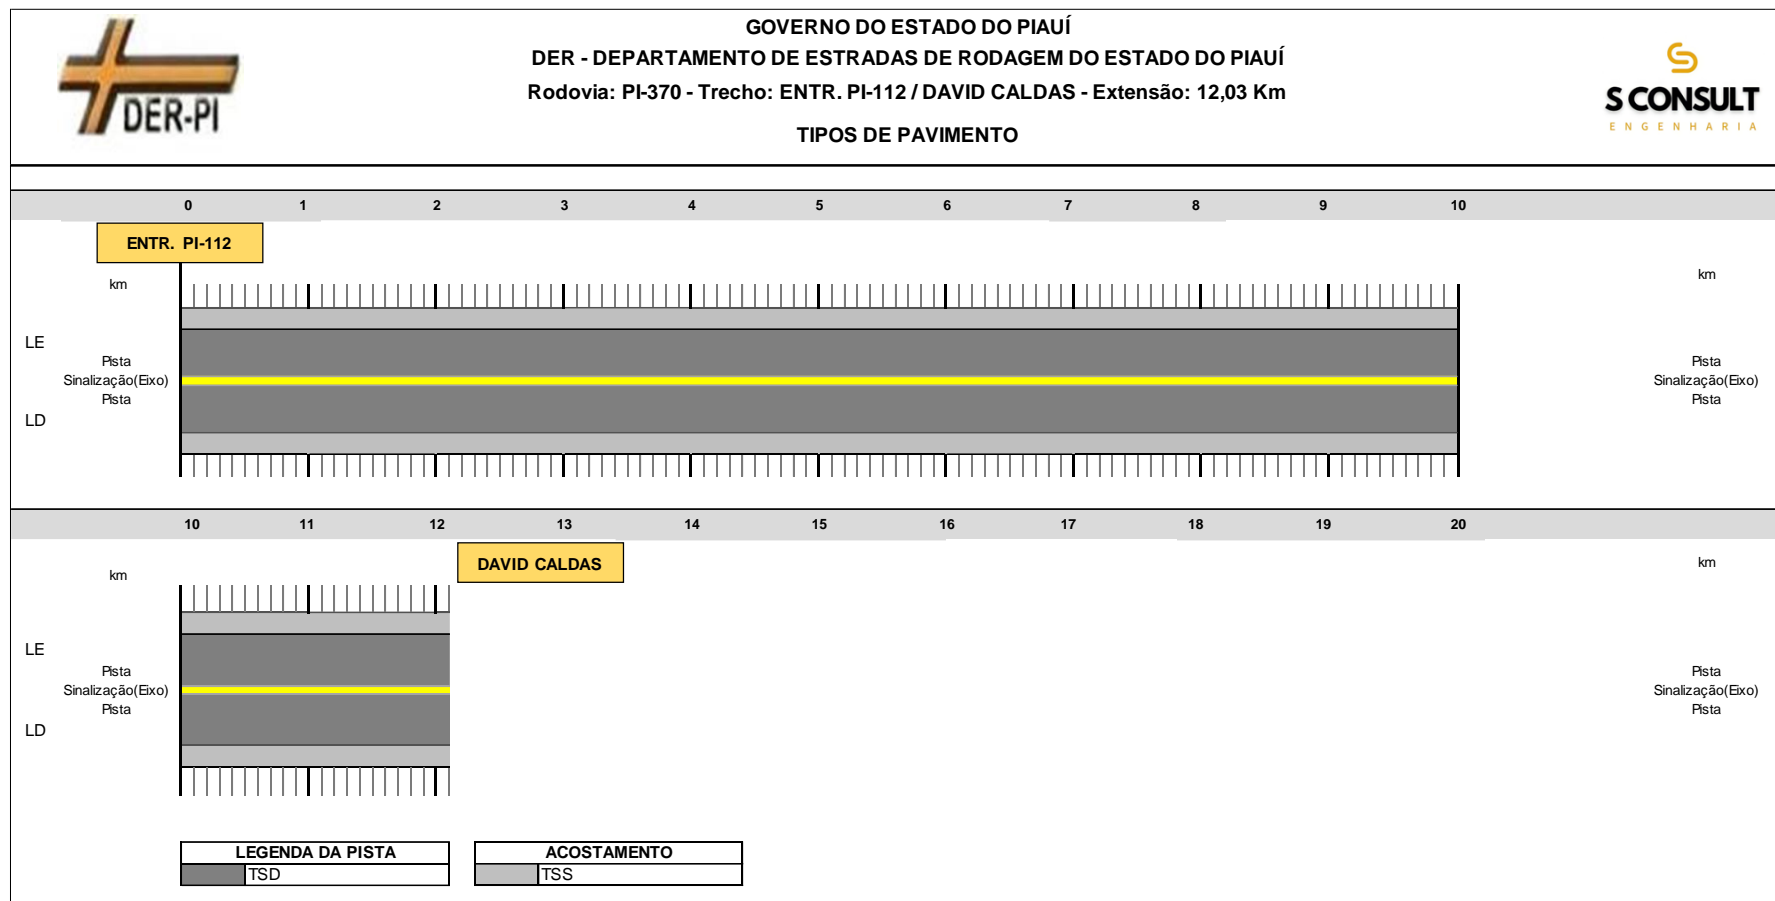 GOVERNO DO ESTADO DO PIAUÍ
DER - DEPARTAMENTO DE ESTRADAS DE RODAGEM DO ESTADO DO PIAUÍ
Rodovia: PI-370 - Trecho: ENTR. PI-112 / DAVID CALDAS - Extensão: 12,03 Km
TIPOS DE PAVIMENTO
DER-PI
S CONSULT
ENGENHARIA
0 1 2 3 4 5 6 7 8 9 10
ENTR. PI-112
km km
LE
Pista Pista
Sinalização(Eixo) Sinalização(Eixo)
Pista Pista
LD
10 11 12 13 14 15 16 17 18 19 20
DAVID CALDAS
km km
LE
Pista Pista
Sinalização(Eixo) Sinalização(Eixo)
Pista Pista
LD
LEGENDA DA PISTA ACOSTAMENTO
TSD TSS